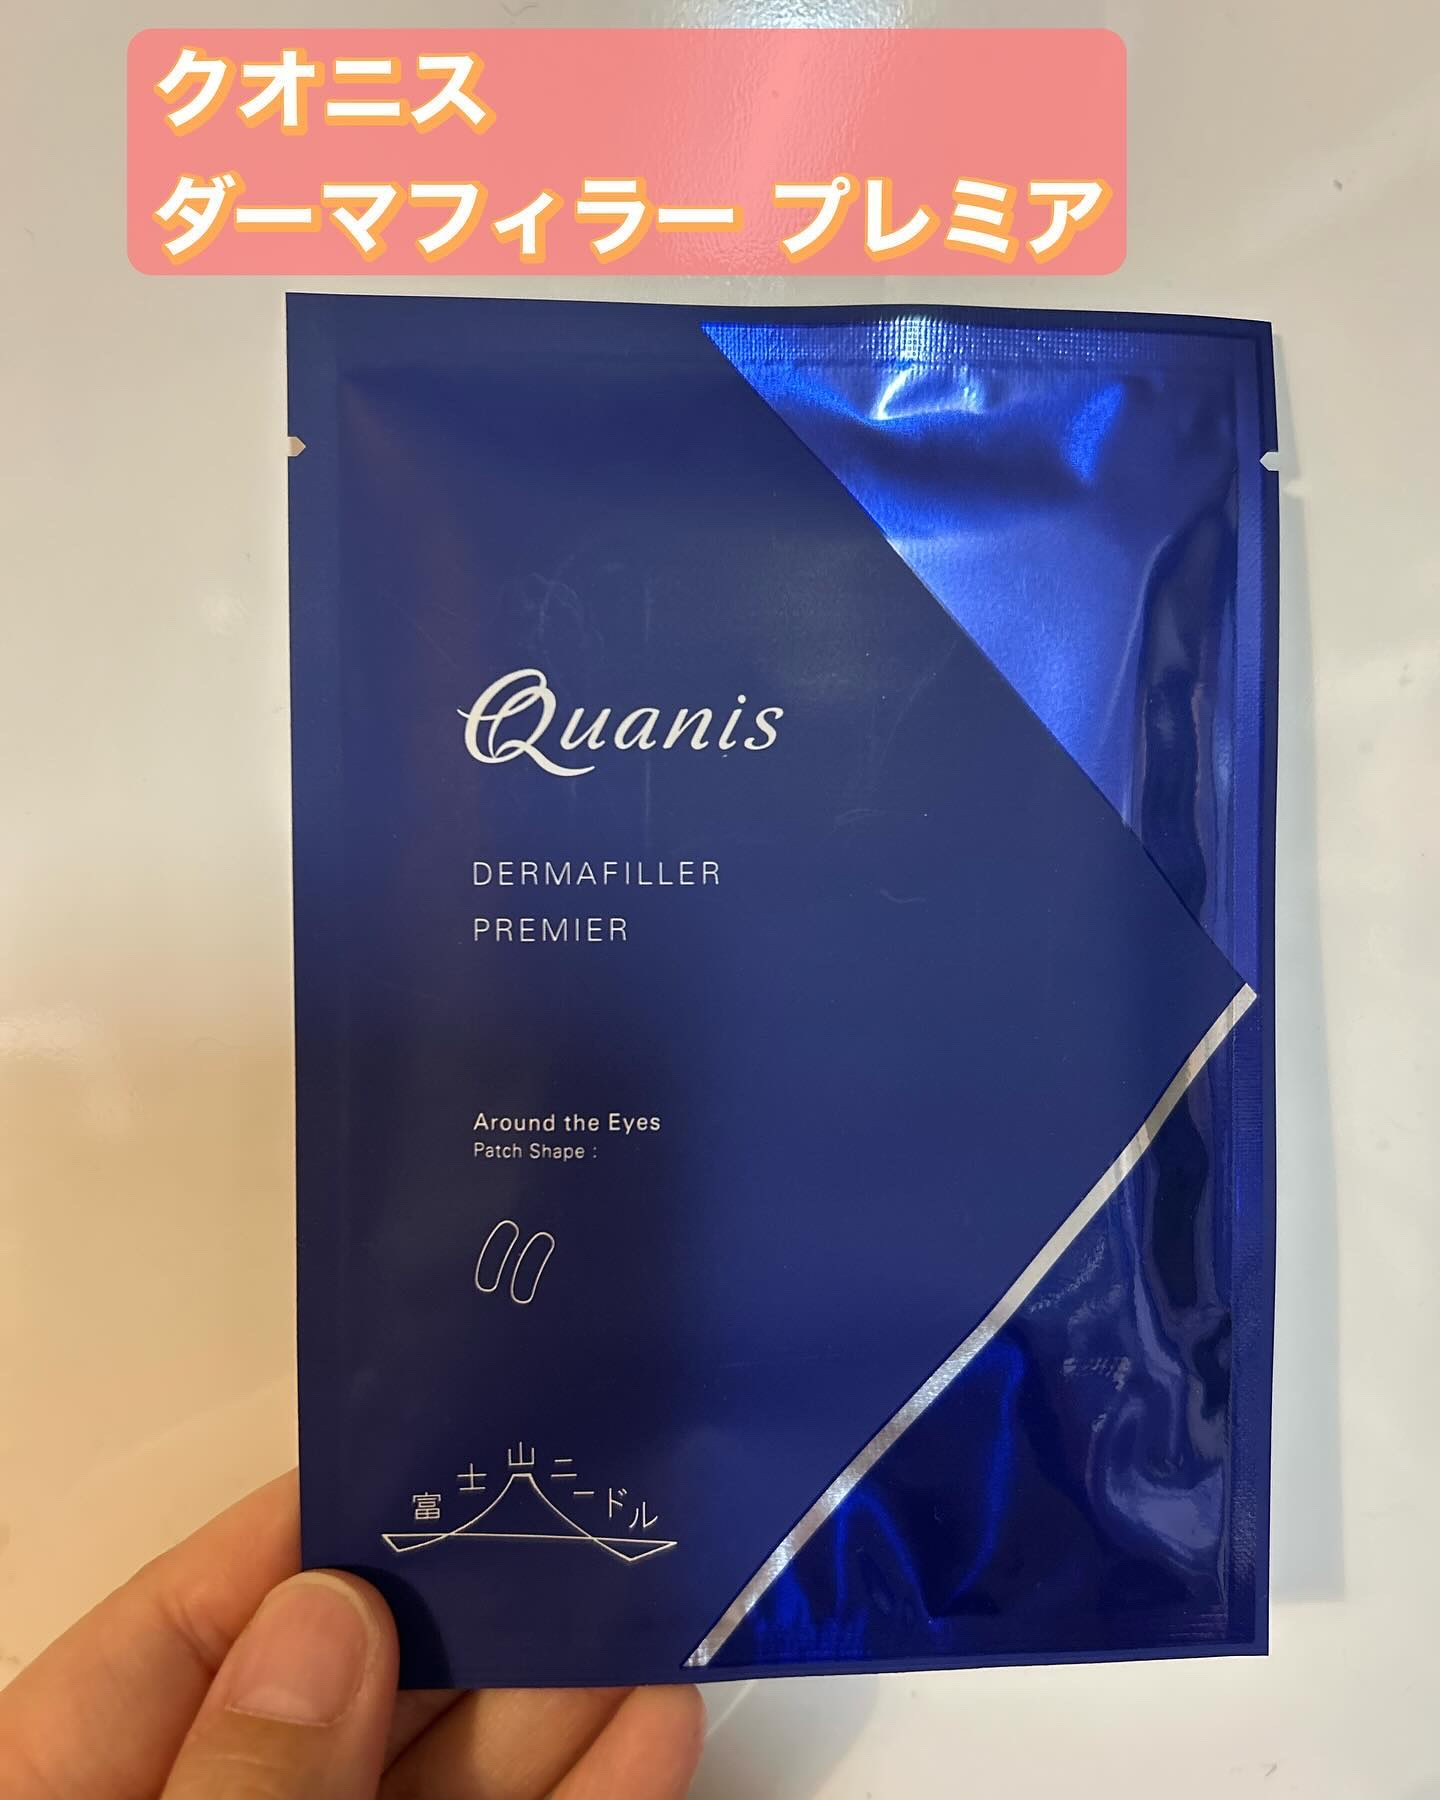 クオニス
ダーマフィラー プレミア
Quanis
DERMAFILLER
PREMIER
Around the Eyes
Patch Shape :
富士山ニードル